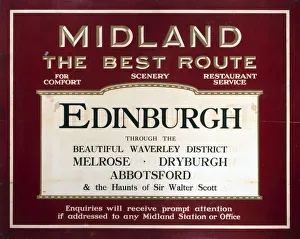 MIDLAND
THE BEST ROUTE
FOR COMFORT SCENERY RESTAURANT SERVICE
EDINBURGH
THROUGH THE
BEAUTIFUL WAVERLEY DISTRICT
MELROSE · DRYBURGH
ABBOTSFORD
& the Haunts of Sir Walter Scott
Enquiries will receive prompt attention
if addressed to any Midland Station or Office